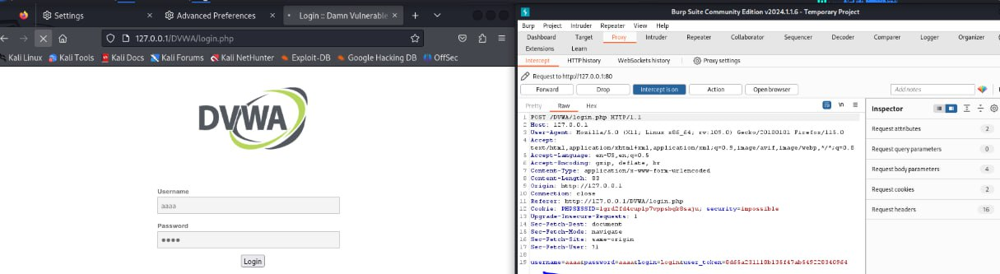 Settings
Advanced Preferences
Login :: Damn Vulnerable
127.0.0.1/DVWA/login.php
Kali Linux Kali Tools Kali Docs Kali Forums Kali NetHunter Exploit-DB Google Hacking DB OffSec
DVWA
Username
aaaa
Password
Login
Burp Suite Community Edition v2024.1.1.6 - Temporary Project
Burp Project Intruder Repeater View Help
Dashboard Target Proxy Intruder Repeater Collaborator Sequencer Decoder Comparer Logger Organizer
Extensions Learn
Intercept HTTP history WebSockets history Proxy settings
Request to http://127.0.0.1:80
Forward Drop Intercept is on Action Open browser Add notes
Pretty Raw Hex
1 POST /DVWA/login.php HTTP/1.1
2 Host: 127.0.0.1
3 User-Agent: Mozilla/5.0 (X11; Linux x86_64; rv:109.0) Gecko/20100101 Firefox/115.0
4 Accept:
text/html,application/xhtml+xml,application/xml;q=0.9,image/avif,image/webp,*/*;q=0.8
5 Accept-Language: en-US,en;q=0.5
6 Accept-Encoding: gzip, deflate, br
7 Content-Type: application/x-www-form-urlencoded
8 Content-Length: 83
9 Origin: http://127.0.0.1
10 Connection: close
11 Referer: http://127.0.0.1/DVWA/login.php
12 Cookie: security=impossible
13 Upgrade-Insecure-Requests: 1
14 Sec-Fetch-Dest: document
15 Sec-Fetch-Mode: navigate
16 Sec-Fetch-Site: same-origin
17 Sec-Fetch-User: ?1
18
19 username=aaaa&password=aaaa&Login=Login&user_token=
Inspector
Request attributes 2
Request query parameters 0
Request body parameters 4
Request cookies 2
Request headers 16